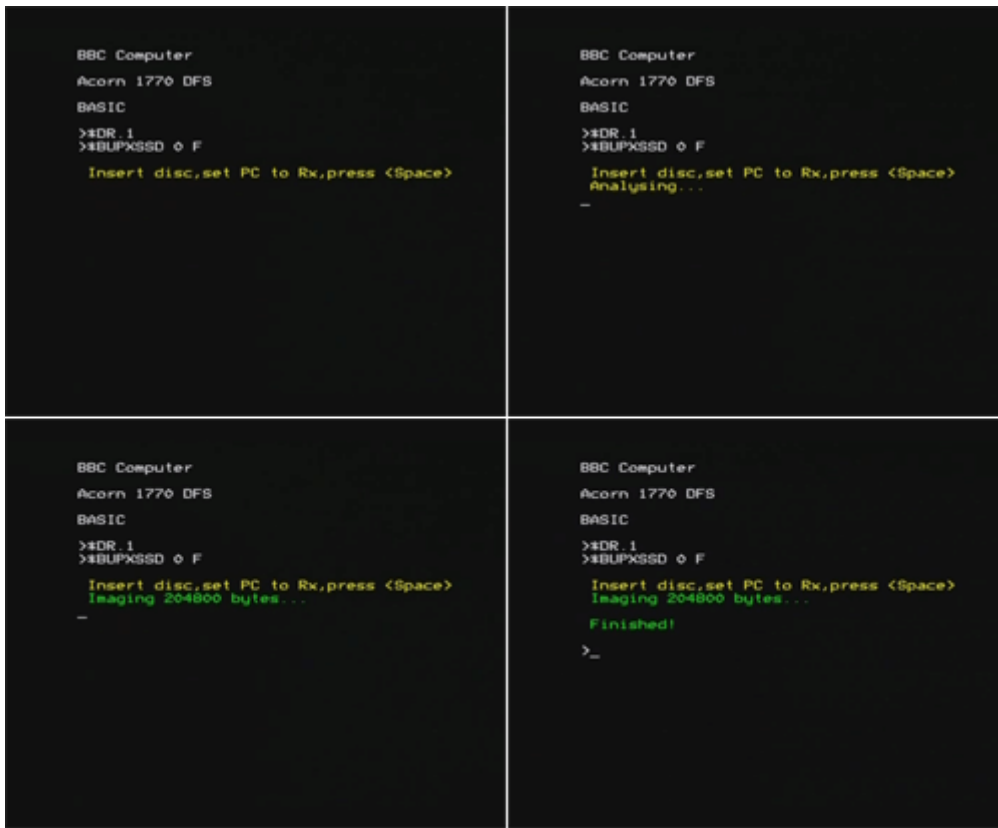 BBC Computer
Acorn 1770 DFS
BASIC
>*DR.1
>*BUPXSSD 0 F
Insert disc,set PC to Rx,press <Space>
BBC Computer
Acorn 1770 DFS
BASIC
>*DR.1
>*BUPXSSD 0 F
Insert disc,set PC to Rx,press <Space>
Analysing...
_
BBC Computer
Acorn 1770 DFS
BASIC
>*DR.1
>*BUPXSSD 0 F
Insert disc,set PC to Rx,press <Space>
Imaging 204800 bytes...
_
BBC Computer
Acorn 1770 DFS
BASIC
>*DR.1
>*BUPXSSD 0 F
Insert disc,set PC to Rx,press <Space>
Imaging 204800 bytes...
Finished!
>_